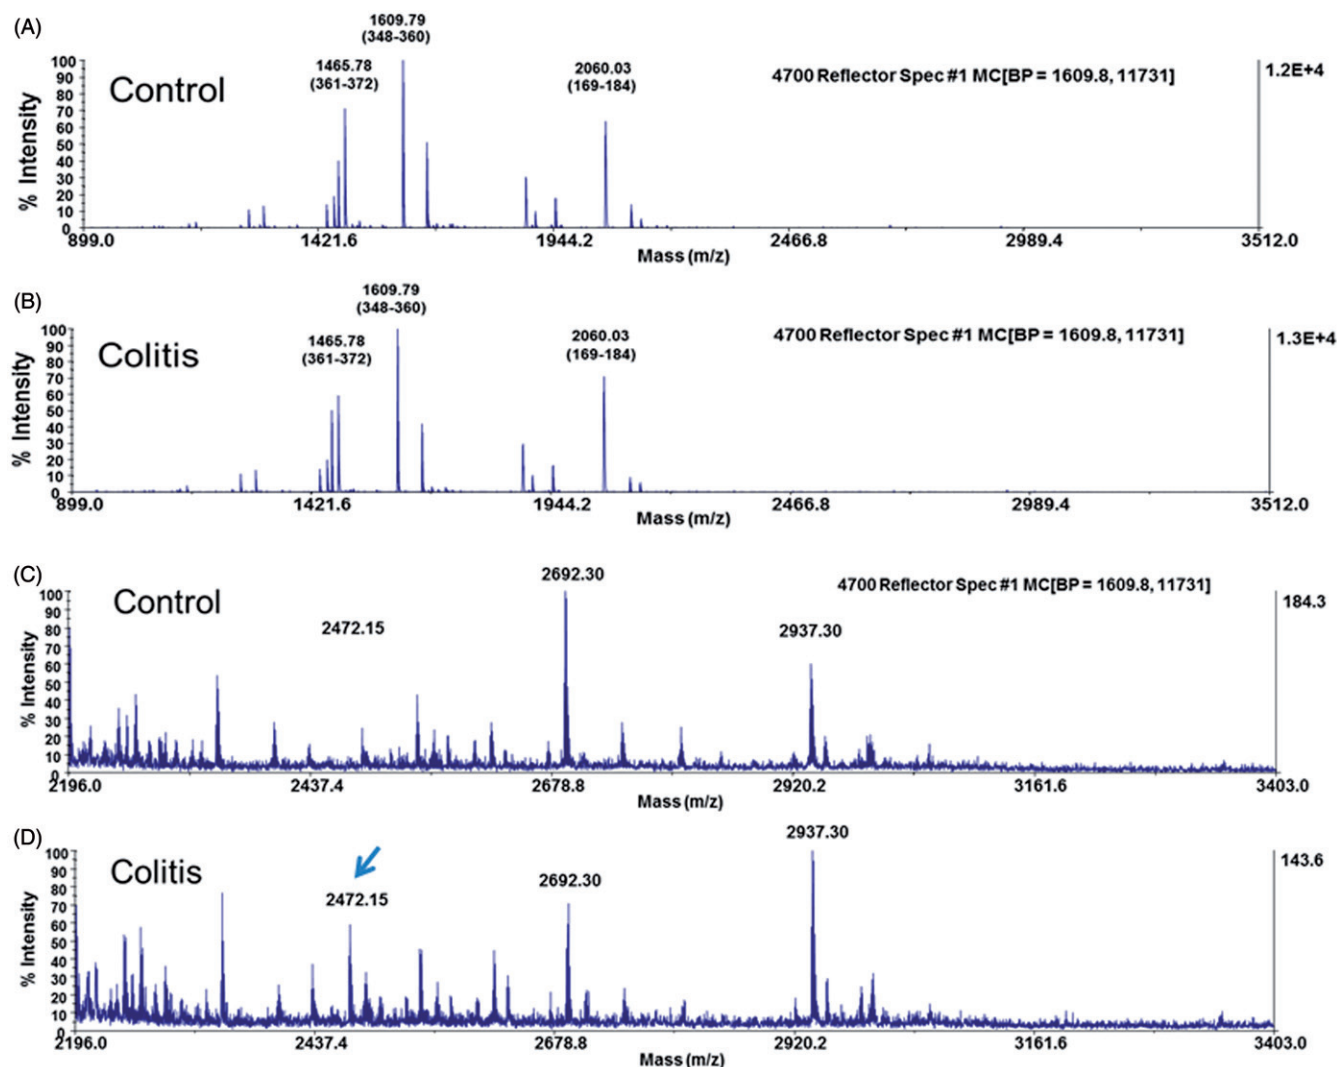 (A)
1609.79
(348-360)
1465.78
(361-372)
2060.03
(169-184)
4700 Reflector Spec #1 MC[BP = 1609.8, 11731]
1.2E+4
Control
% Intensity
100
90
80
70
60
50
40
30
20
10
0
899.0 1421.6 1944.2 2466.8 2989.4 3512.0
Mass (m/z)
(B)
1609.79
(348-360)
1465.78
(361-372)
2060.03
(169-184)
4700 Reflector Spec #1 MC[BP = 1609.8, 11731]
1.3E+4
Colitis
% Intensity
100
90
80
70
60
50
40
30
20
10
0
899.0 1421.6 1944.2 2466.8 2989.4 3512.0
Mass (m/z)
(C)
2692.30
4700 Reflector Spec #1 MC[BP = 1609.8, 11731]
184.3
Control
2472.15
2937.30
% Intensity
100
90
80
70
60
50
40
30
20
10
0
2196.0 2437.4 2678.8 2920.2 3161.6 3403.0
Mass (m/z)
(D)
2937.30
143.6
Colitis
2472.15
2692.30
% Intensity
100
90
80
70
60
50
40
30
20
10
0
2196.0 2437.4 2678.8 2920.2 3161.6 3403.0
Mass (m/z)